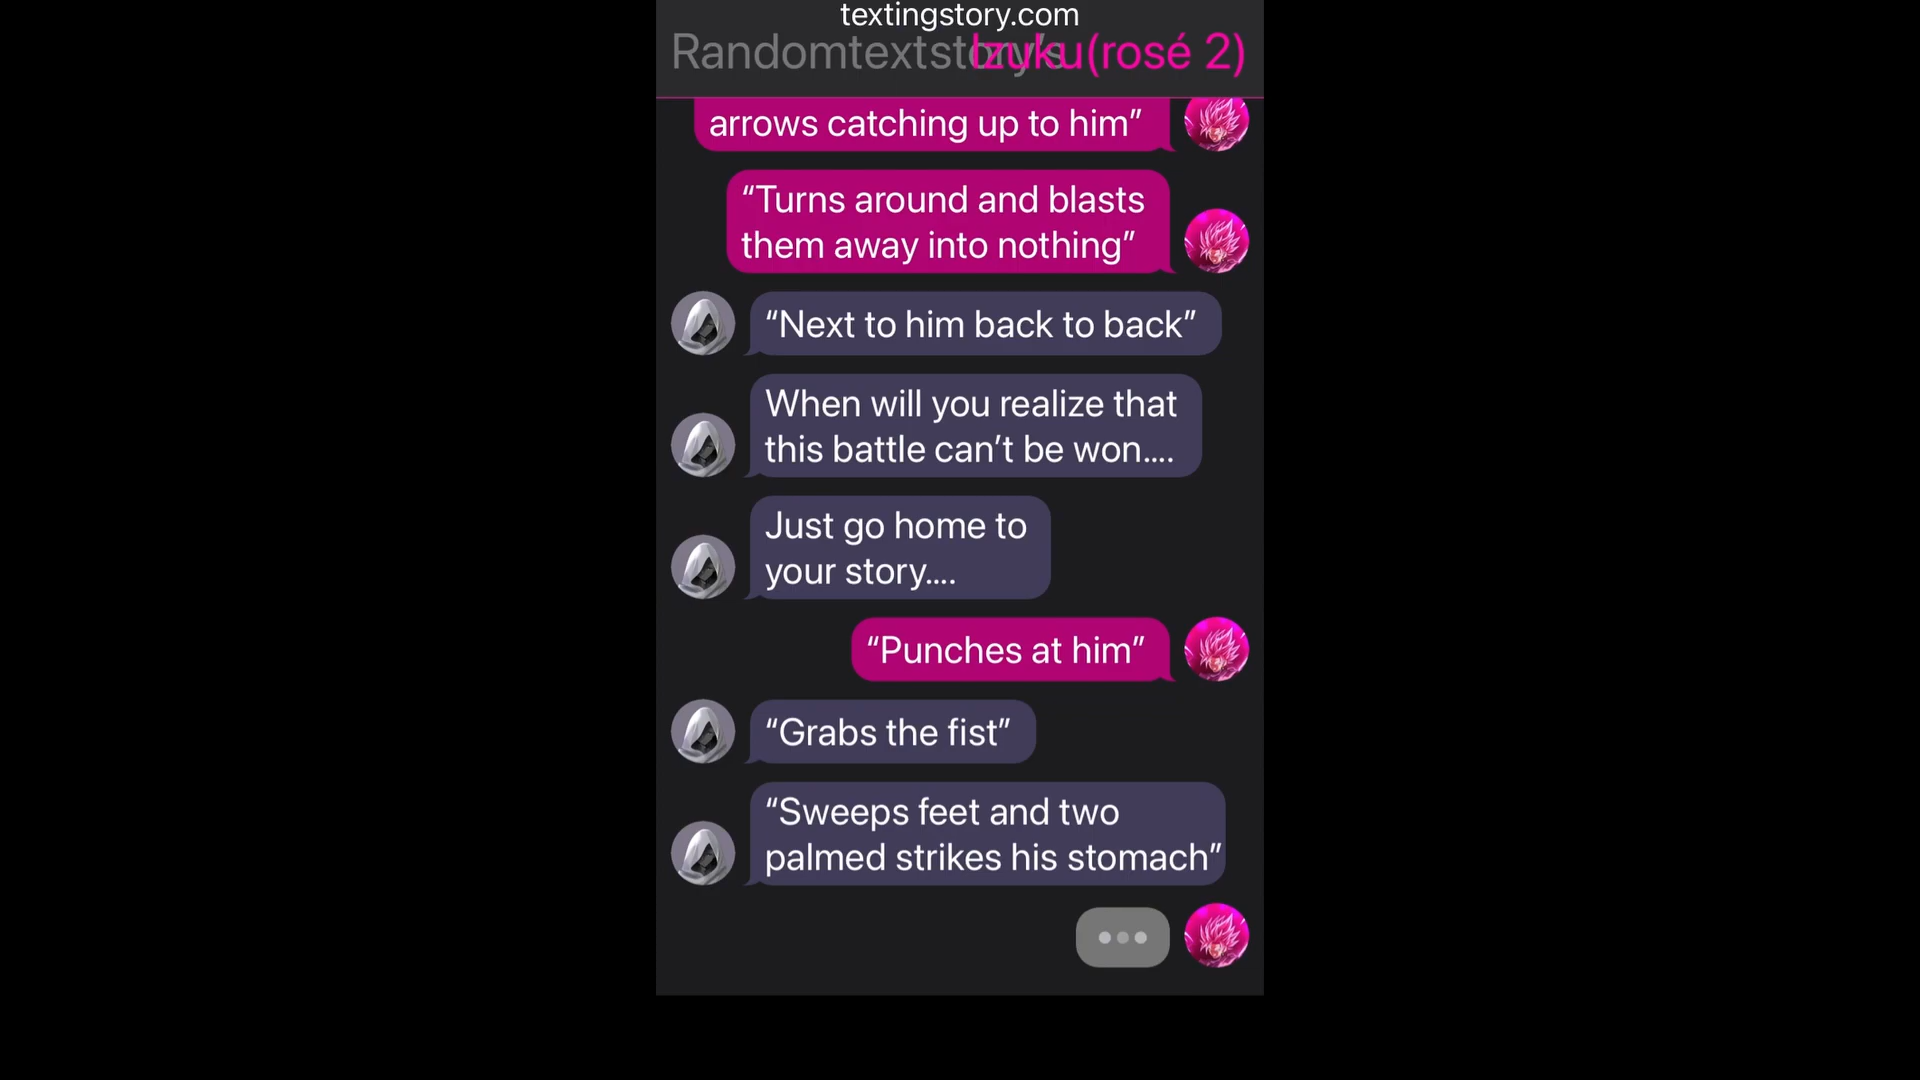 textingstory.com
Randomtextstory's
Izuku(rosé 2)
arrows catching up to him”
“Turns around and blasts
them away into nothing”
“Next to him back to back”
When will you realize that
this battle can’t be won....
Just go home to
your story....
“Punches at him”
“Grabs the fist”
“Sweeps feet and two
palmed strikes his stomach”